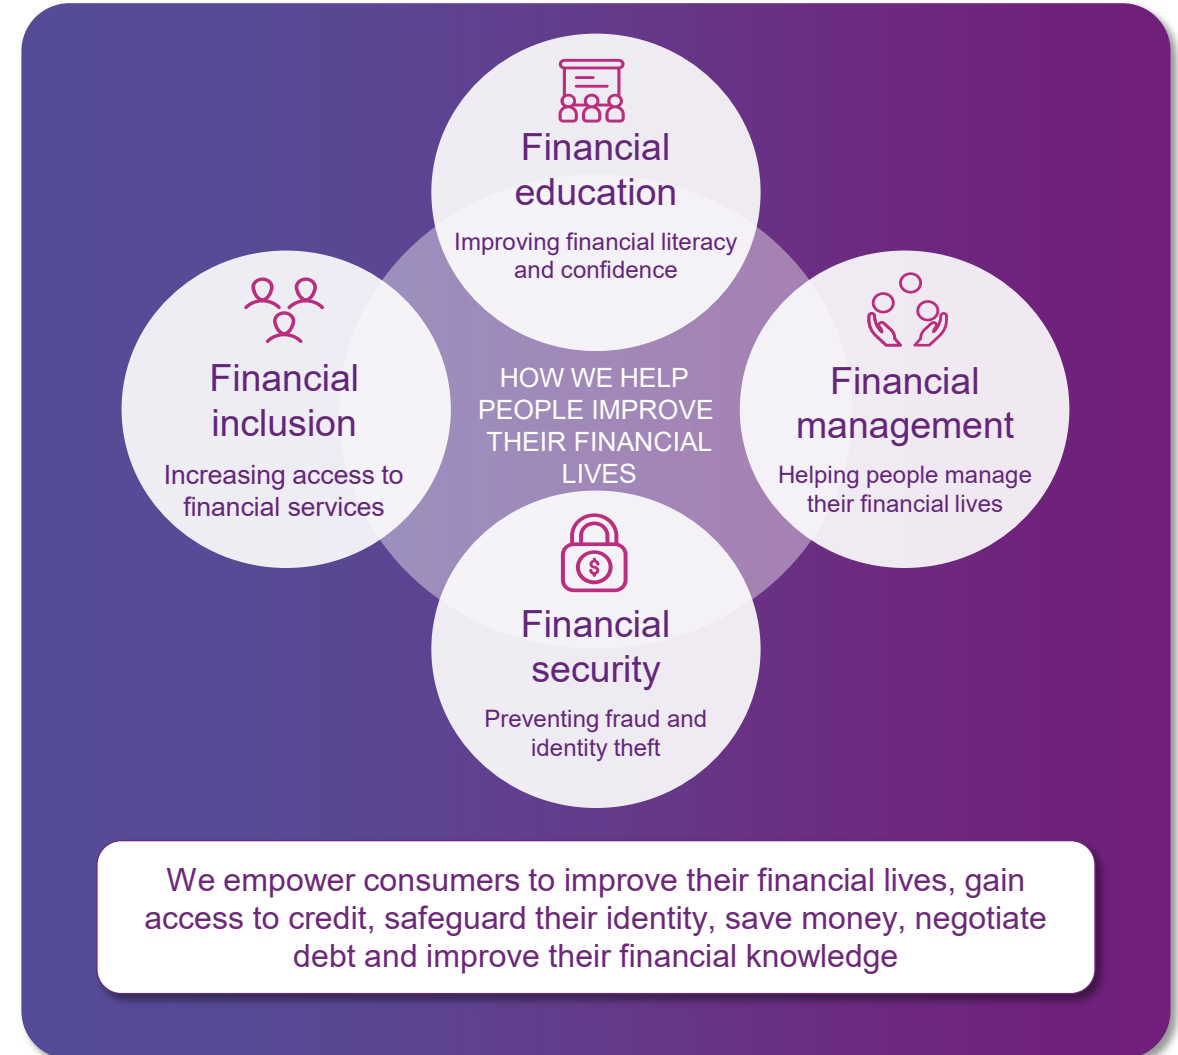 Financial
education
Improving financial literacy
and confidence
Financial
inclusion
Increasing access to
financial services
HOW WE HELP
PEOPLE IMPROVE
THEIR FINANCIAL
LIVES
Financial
management
Helping people manage
their financial lives
$
Financial
security
Preventing fraud and
identity theft
We empower consumers to improve their financial lives, gain
access to credit, safeguard their identity, save money, negotiate
debt and improve their financial knowledge